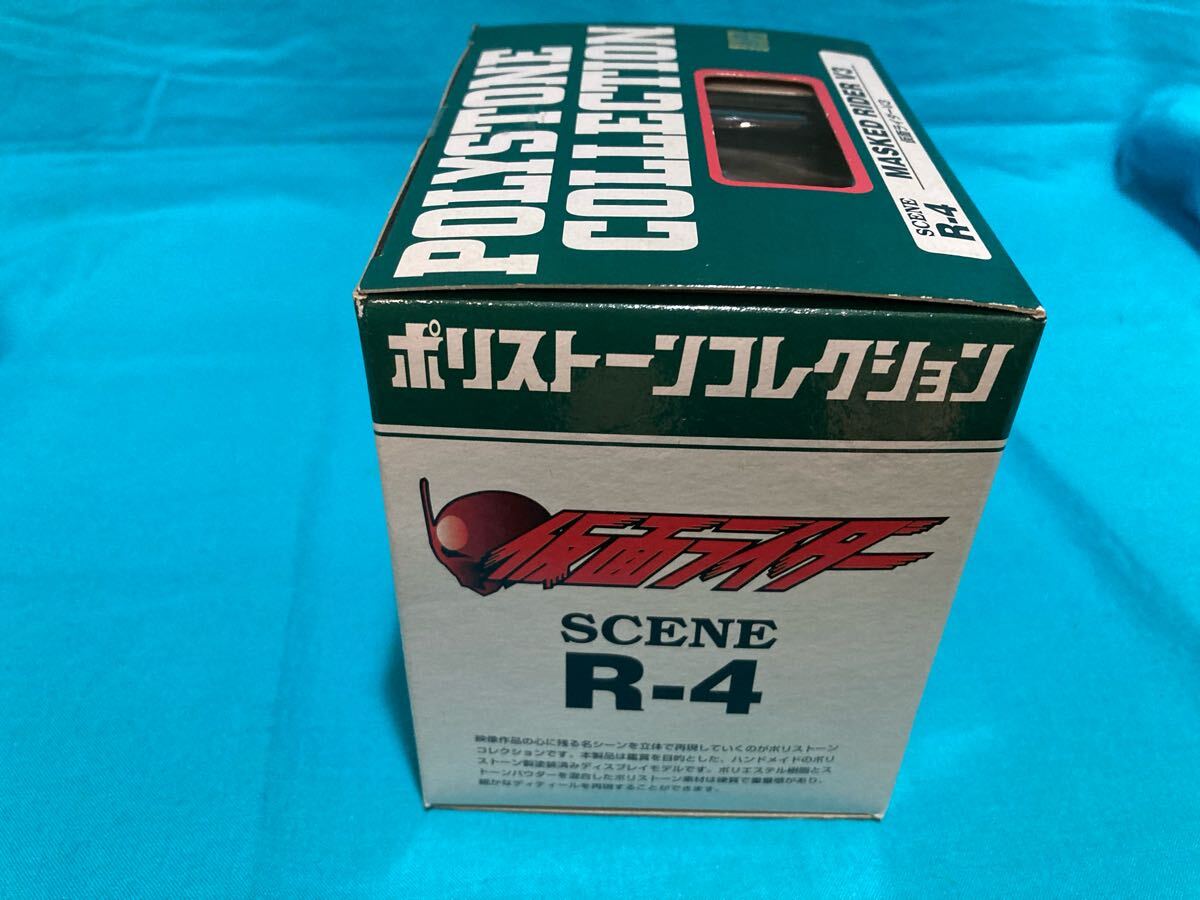 POLYSTONE
COLLECTION
MASKED RIDER V3
仮面ライダーV3
SCENE
R-4
ポリストーンコレクション
仮面ライダー
SCENE
R-4
映像作品の心に残る名シーンを立体で再現していくのがポリストーン
コレクションです。本製品は鑑賞を目的とした、ハンドメイドのポリ
ストーン製塗装済みディスプレイモデルです。ポリエステル樹脂とス
トーンパウダーを混合したポリストーン素材は硬質で重量感があり、
細かなディティールを再現することができます。